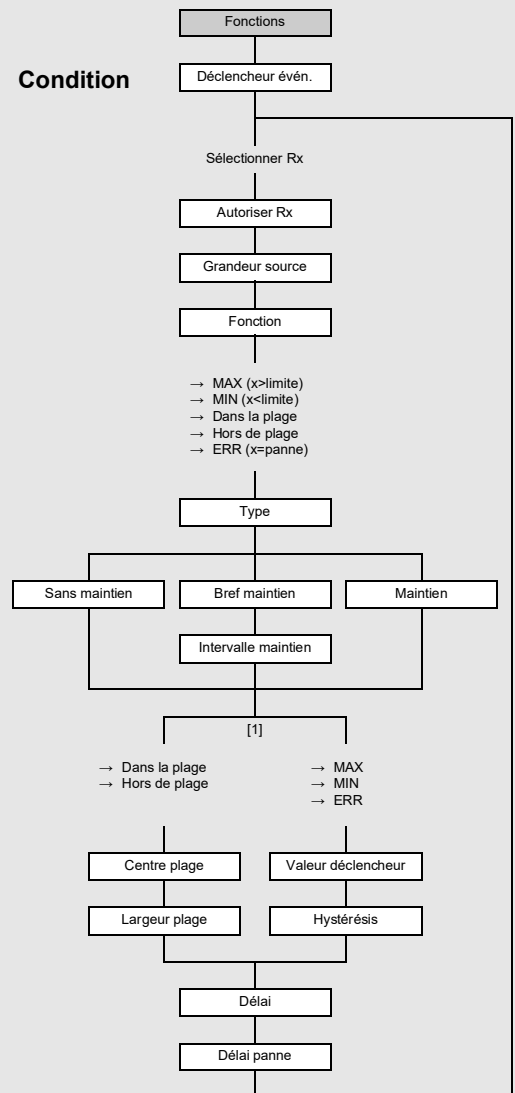 Fonctions
Condition
Déclencheur évén.
Sélectionner Rx
Autoriser Rx
Grandeur source
Fonction
→ MAX (x>limite)
→ MIN (x<limite)
→ Dans la plage
→ Hors de plage
→ ERR (x=panne)
Type
Sans maintien
Bref maintien
Maintien
Intervalle maintien
[1]
→ Dans la plage
→ Hors de plage
→ MAX
→ MIN
→ ERR
Centre plage
Valeur déclencheur
Largeur plage
Hystérésis
Délai
Délai panne